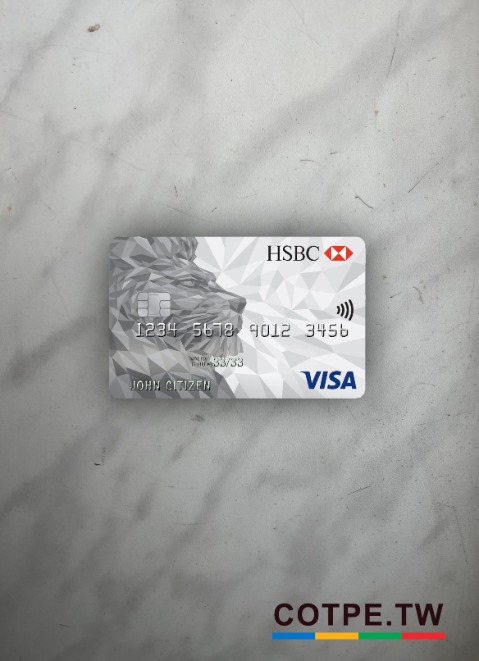 HSBC
1234 5678 9012 3456
33/33
JOHN CITIZEN
VISA
COTPE.TW